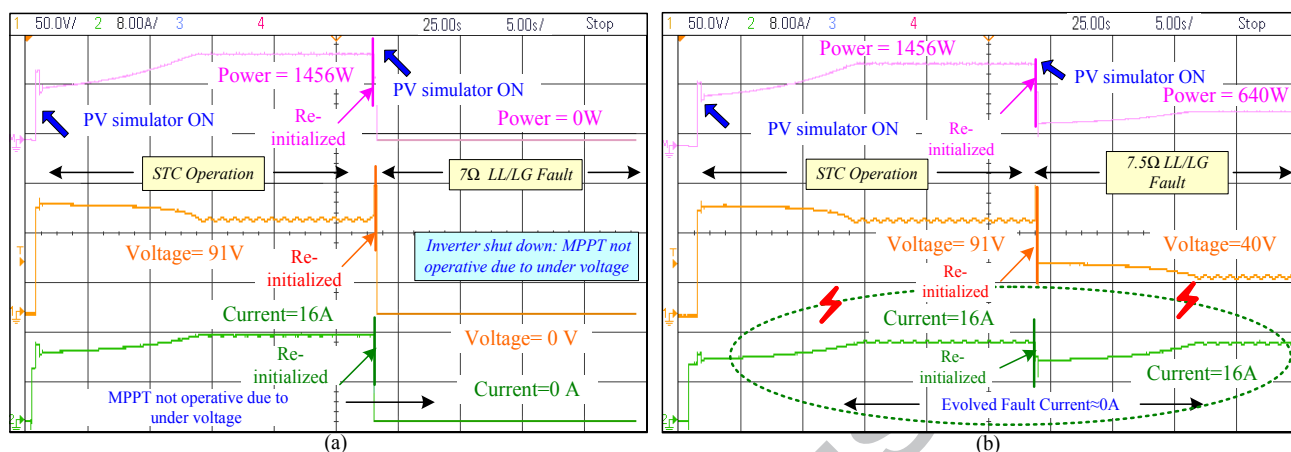 1 50.0V/ 2 8.00A/ 3 4 25.00s 5.00s/ Stop
Power = 1456W
PV simulator ON
PV simulator ON
Re-
initialized
Power = 0W
STC Operation
7Ω LL/LG Fault
Voltage= 91V
Re-
initialized
Inverter shut down: MPPT not
operative due to under voltage
Current=16A
Voltage=0 V
Re-
initialized
Current=0 A
MPPT not operative due to
under voltage
2
(a)
1 50.0V/ 2 8.00A/ 3 4 25.00s 5.00s/ Stop
Power = 1456W
PV simulator ON
Power = 640W
PV simulator ON
Re-
initialized
STC Operation
7.5Ω LL/LG
Fault
Voltage= 91V
Voltage=40V
Re-
initialized
Current=16A
Re-
initialized
Current=16A
Evolved Fault Current≈0A
2
(b)